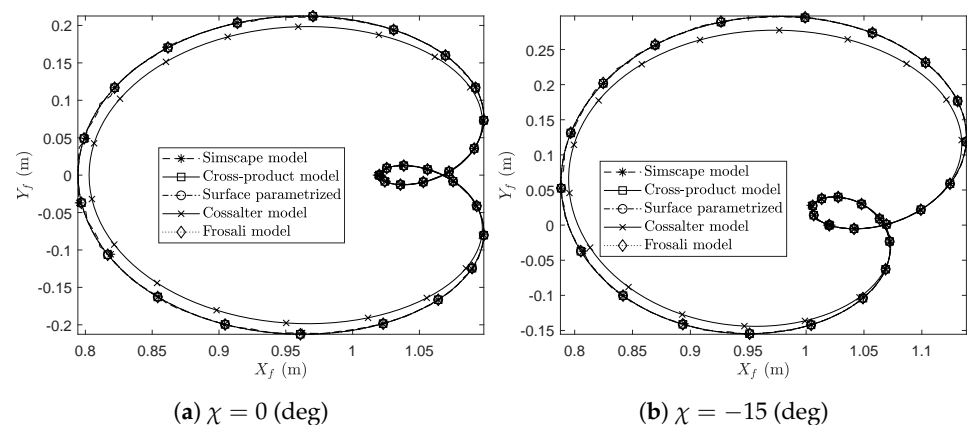 0.2
0.15
0.1
0.05
0
-0.05
-0.1
-0.15
-0.2
Y_f (m)
Simscape model
Cross-product model
Surface parametrized
Cossalter model
Frosali model
0.8 0.85 0.9 0.95 1 1.05
X_f (m)
(a) χ = 0 (deg)
0.25
0.2
0.15
0.1
0.05
0
-0.05
-0.1
-0.15
Y_f (m)
Simscape model
Cross-product model
Surface parametrized
Cossalter model
Frosali model
0.8 0.85 0.9 0.95 1 1.05 1.1
X_f (m)
(b) χ = −15 (deg)